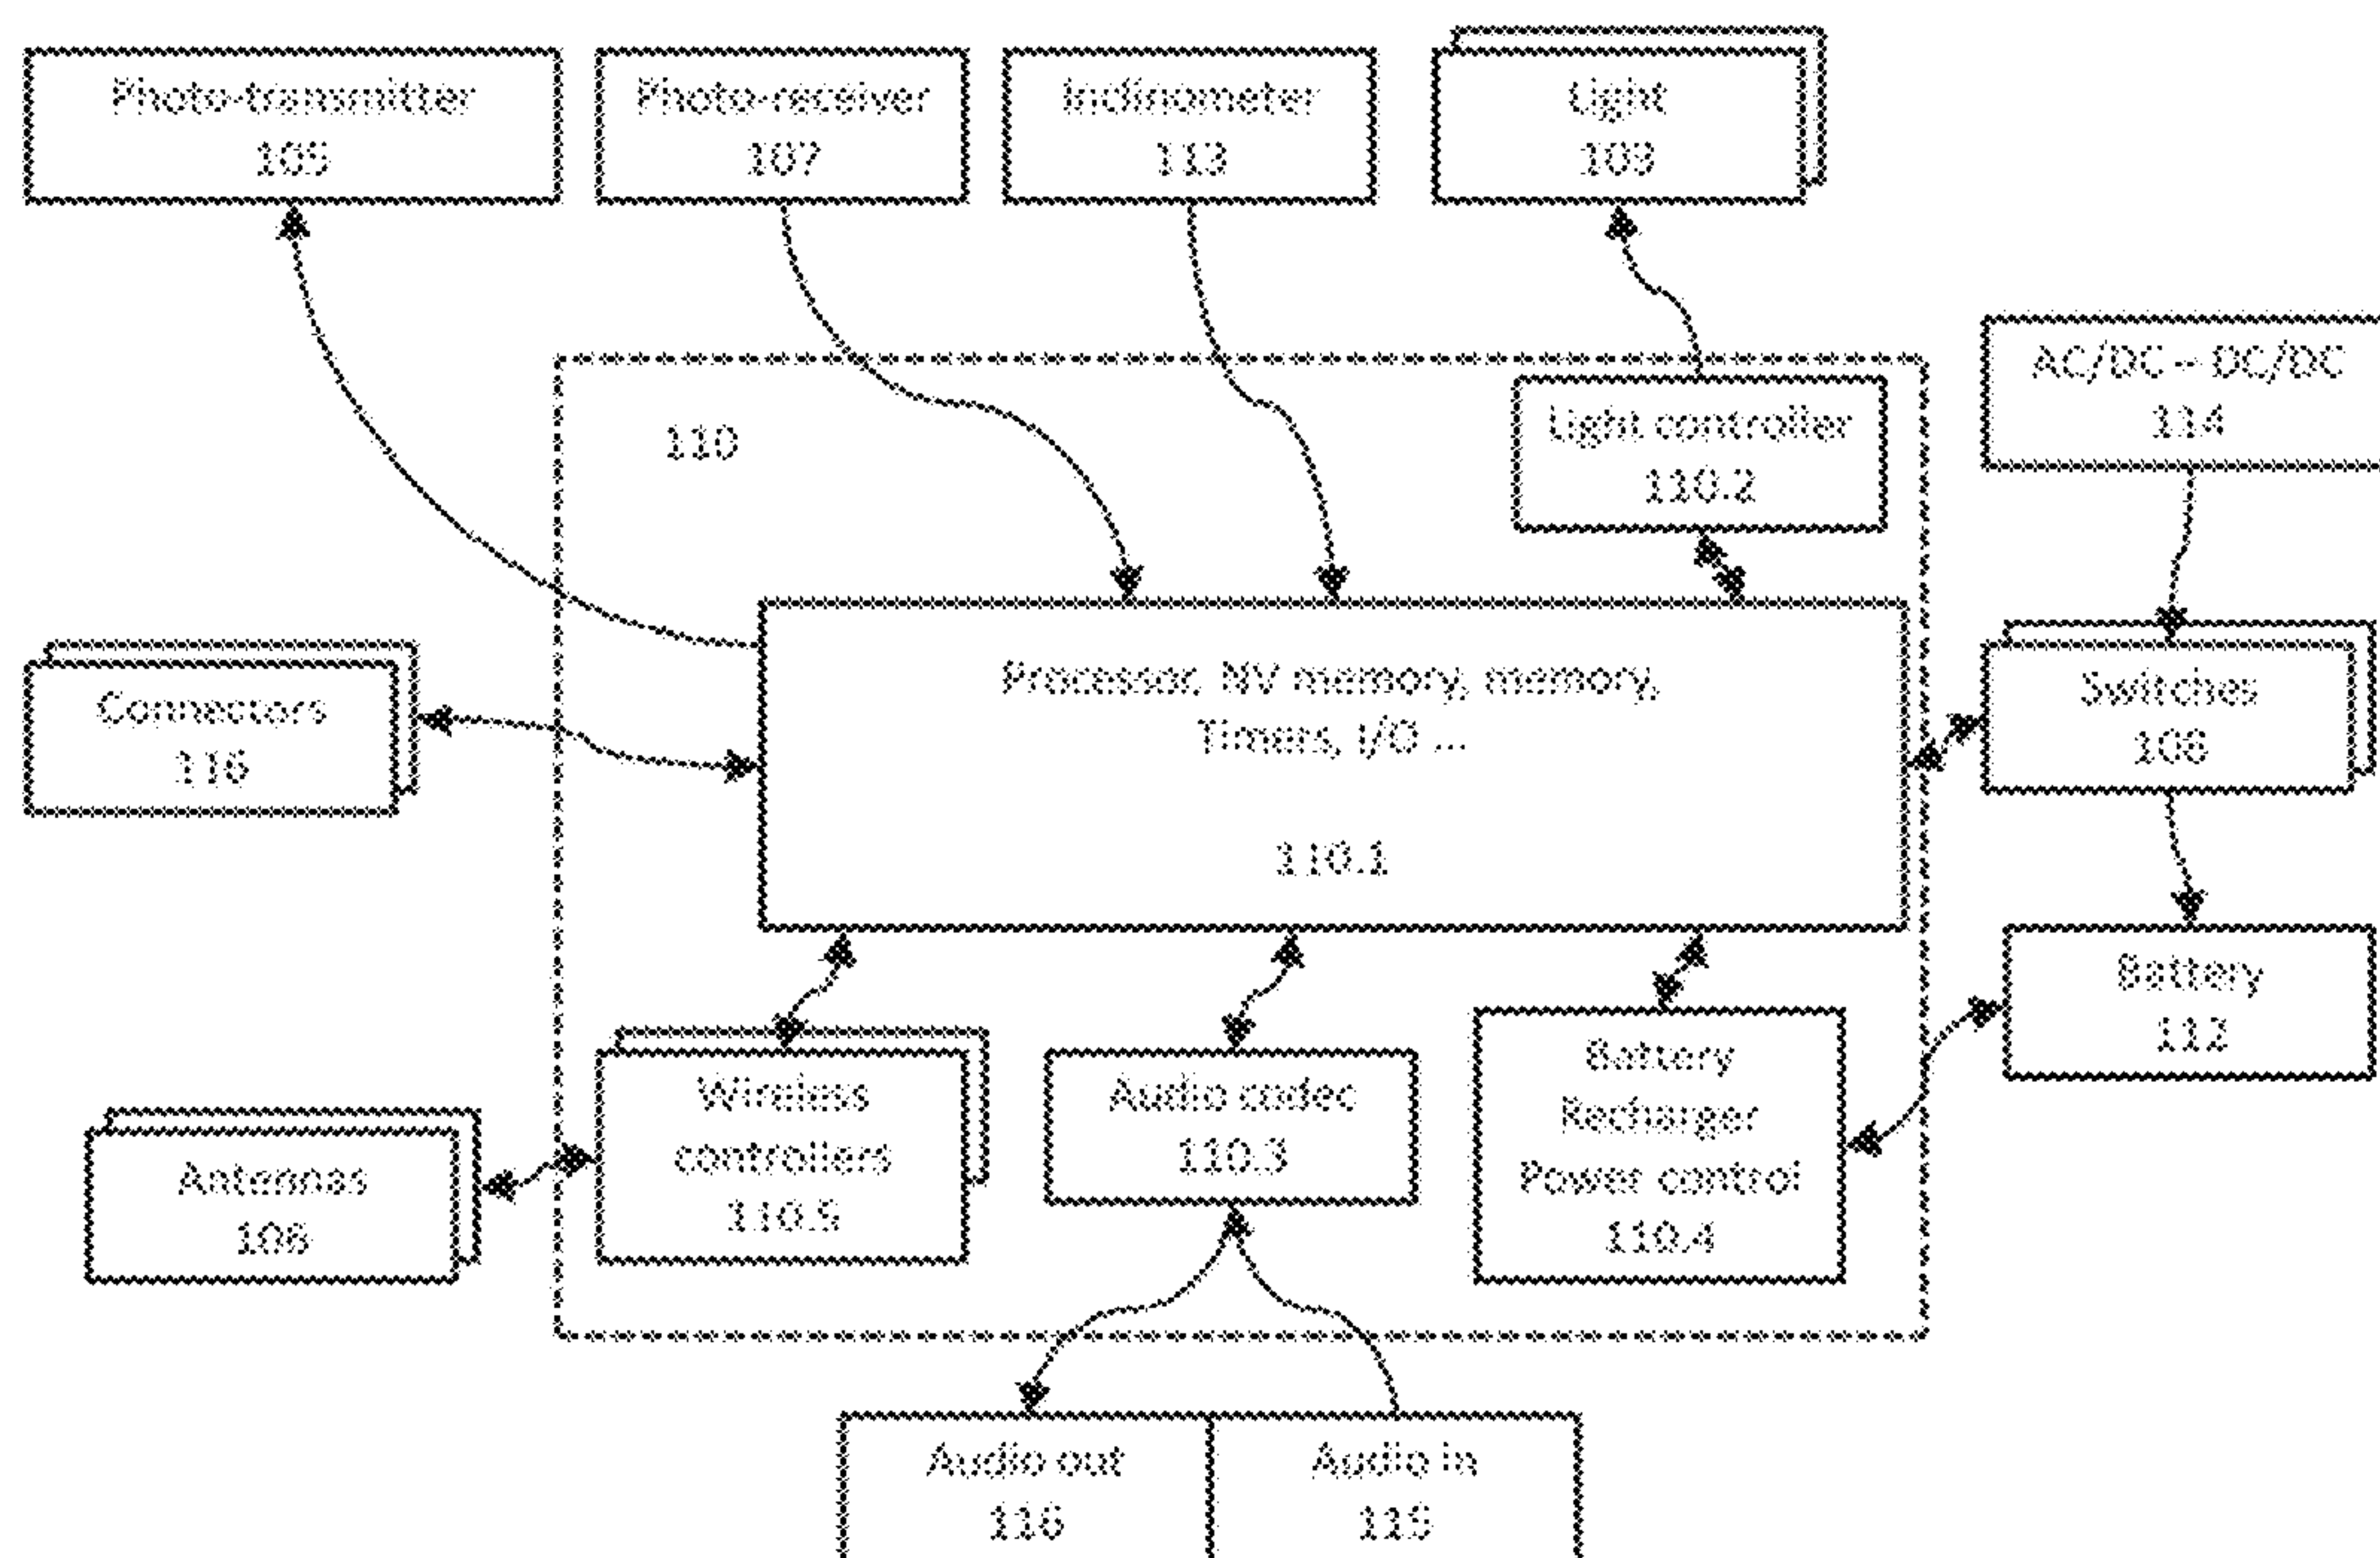 Photo-transmitter
105
Photo-receiver
107
Inclinometer
113
Light
109
AC/DC – DC/DC
114
110
Light controller
110.2
Connectors
116
Processor, NV memory, memory,
Timers, I/O ...
110.1
Switches
106
Battery
112
Wireless
controllers
110.5
Audio codec
110.3
Battery
Recharger
Power control
110.4
Antennas
108
Audio out
116
Audio in
115